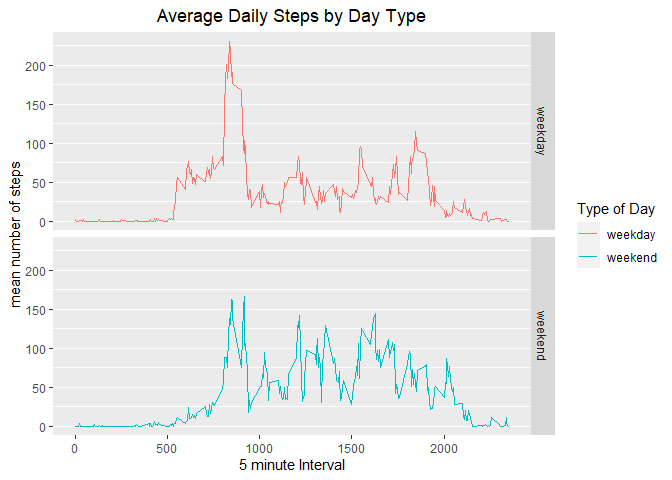 Average Daily Steps by Day Type
mean number of steps
200
150
100
50
0
weekday
200
150
100
50
0
weekend
0
500
1000
1500
2000
5 minute Interval
Type of Day
weekday
weekend